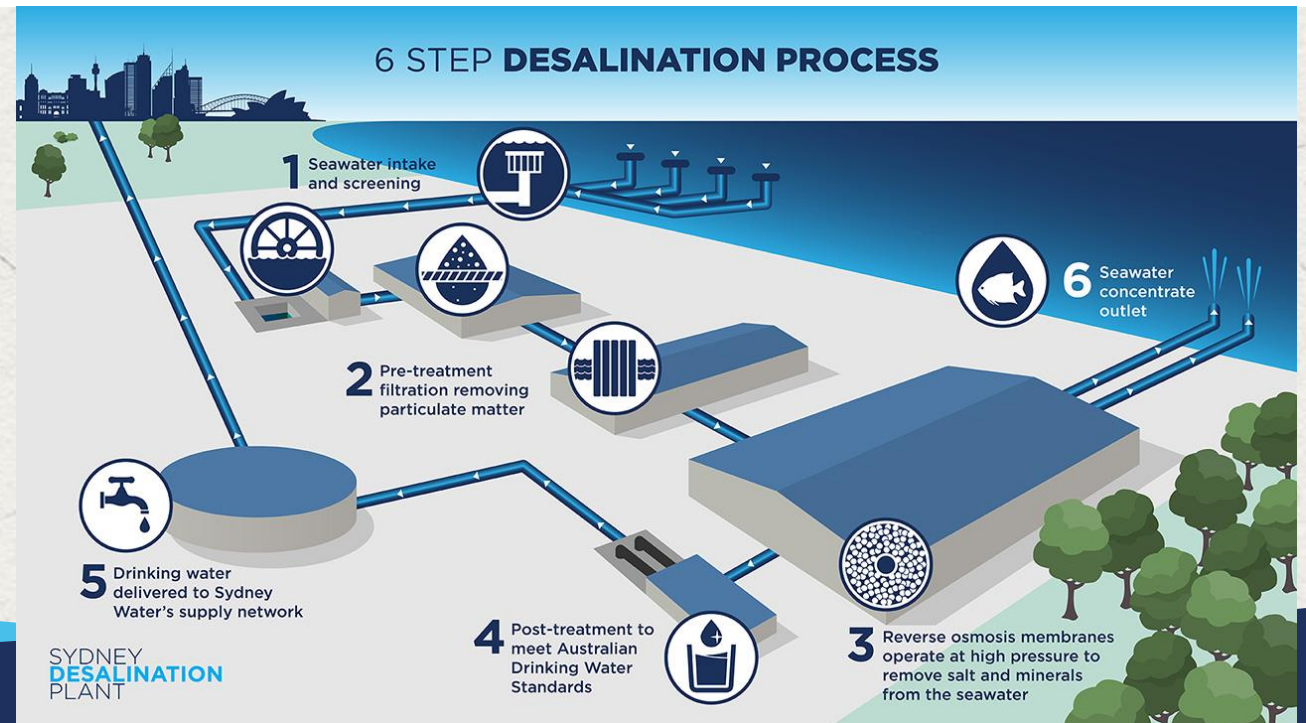 6 STEP DESALINATION PROCESS
1 Seawater intake
and screening
2 Pre-treatment
filtration removing
particulate matter
3 Reverse osmosis membranes
operate at high pressure to
remove salt and minerals
from the seawater
4 Post-treatment to
meet Australian
Drinking Water
Standards
5 Drinking water
delivered to Sydney
Water's supply network
6 Seawater
concentrate
outlet
SYDNEY
DESALINATION
PLANT